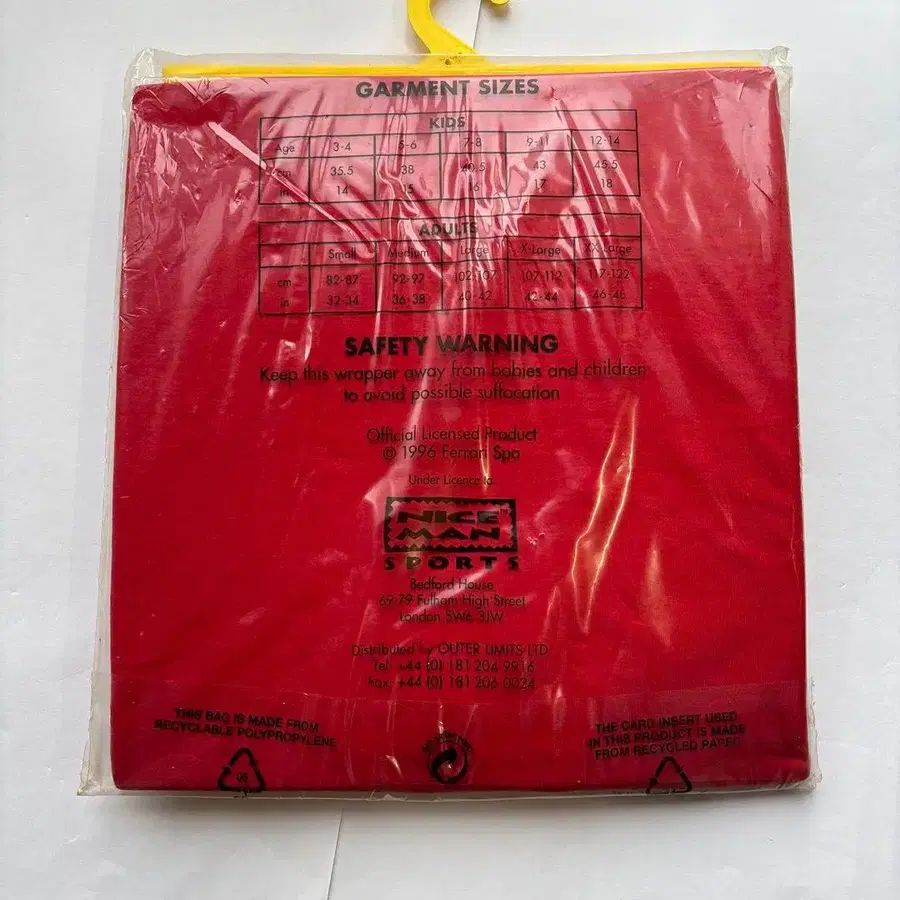 GARMENT SIZES
KIDS
Age 3-4 5-6 7-8 9-11 12-14
cm 35.5 38 40.5 43 45.5
in 14 15 16 17 18
ADULTS
Small Medium Large X-Large XX Large
cm 82-87 92-97 102-107 107-112 117-122
in 32-34 36-38 40-42 42-44
SAFETY WARNING
Keep this wrapper away from babies and children
to avoid possible suffocation
Official Licensed Product
© 1996 Ferrari Spa
Under Licence to
NICE
MAN
SPORTS
Bedford House
69-79 Fulham High Street
London SW6 3JW
Distributed by OUTER LIMITS LTD
Tel: +44 (0) 181 204 9916
Fax: +44 (0) 181 206 0024
THIS BAG IS MADE FROM
RECYCLABLE POLYPROPYLENE
THE CARD INSERT USED
IN THIS PRODUCT IS MADE
FROM RECYCLED PAPER